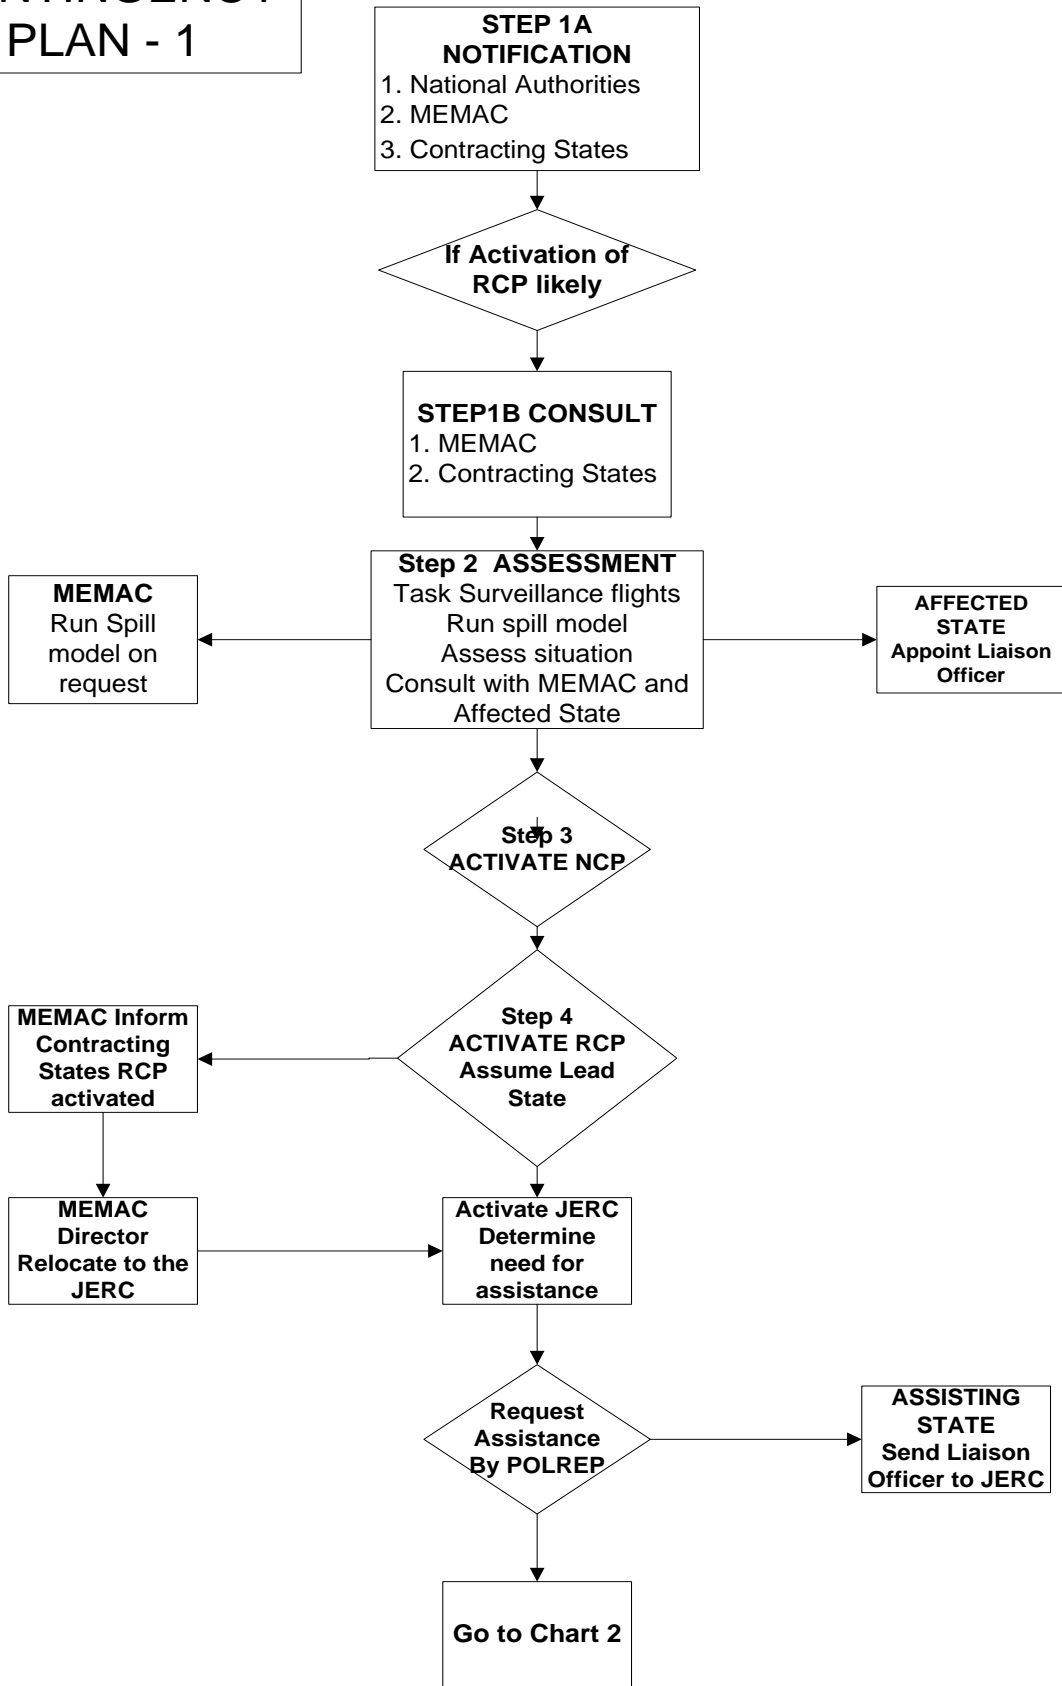 PLAN - 1
STEP 1A
NOTIFICATION
1. National Authorities
2. MEMAC
3. Contracting States
If Activation of
RCP likely
STEP1B CONSULT
1. MEMAC
2. Contracting States
Step 2 ASSESSMENT
Task Surveillance flights
Run spill model
Assess situation
Consult with MEMAC and
Affected State
MEMAC
Run Spill
model on
request
AFFECTED
STATE
Appoint Liaison
Officer
Step 3
ACTIVATE NCP
Step 4
ACTIVATE RCP
Assume Lead
State
MEMAC Inform
Contracting
States RCP
activated
MEMAC
Director
Relocate to the
JERC
Activate JERC
Determine
need for
assistance
Request
Assistance
By POLREP
ASSISTING
STATE
Send Liaison
Officer to JERC
Go to Chart 2